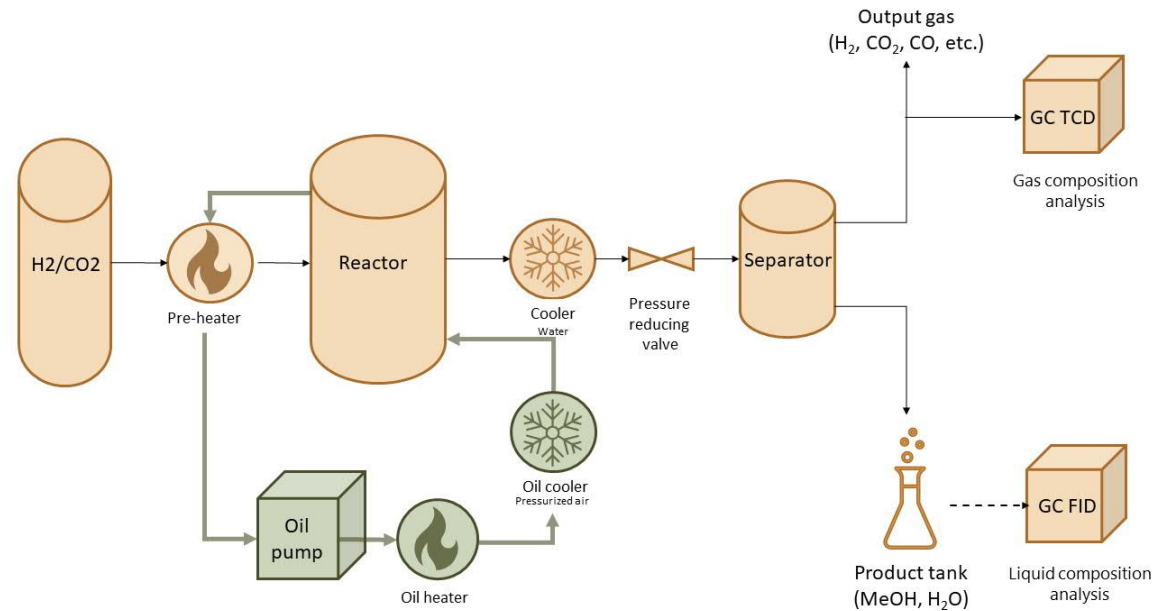 Output gas
(H₂, CO₂, CO, etc.)
GC TCD
Gas composition
analysis
H2/CO2
Pre-heater
Reactor
Cooler
Water
Pressure
reducing
valve
Separator
Oil cooler
Pressurized air
Oil
pump
Oil heater
Product tank
(MeOH, H₂O)
GC FID
Liquid composition
analysis